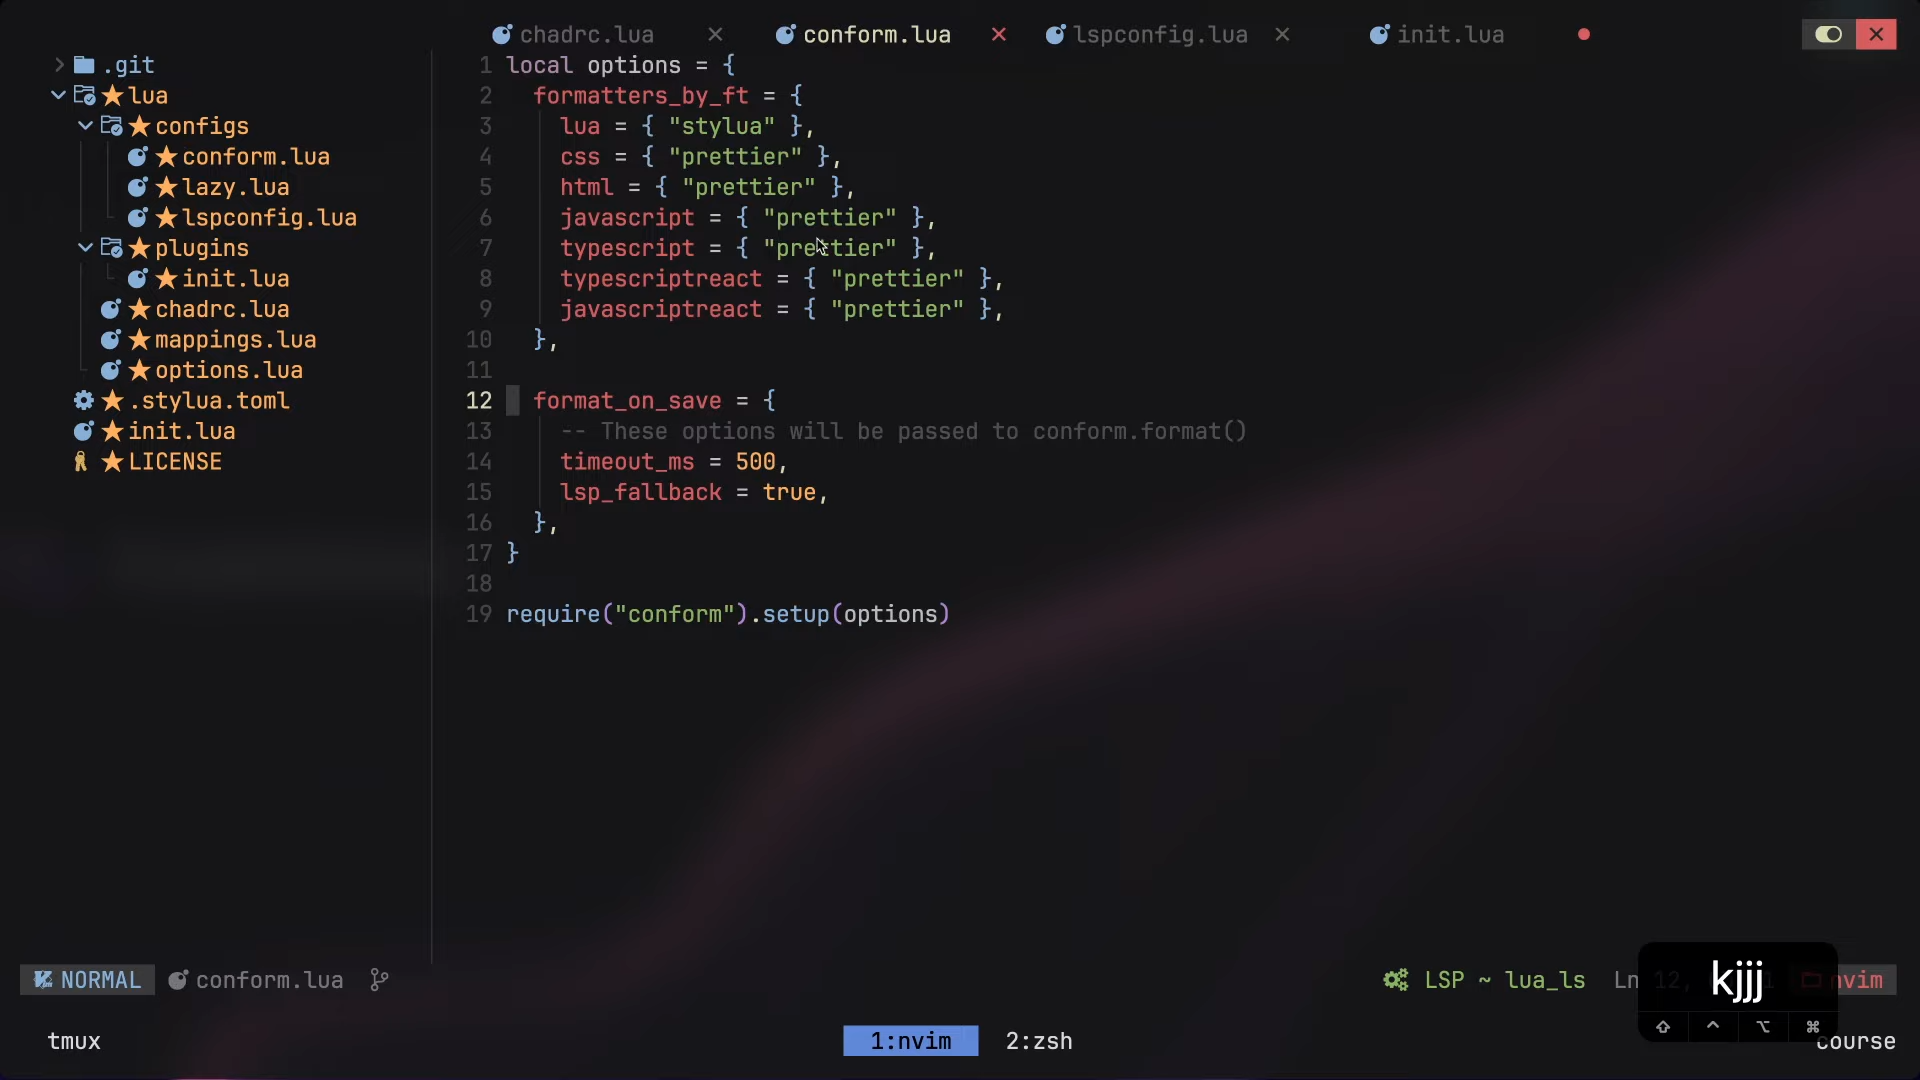 chadrc.lua
conform.lua
lspconfig.lua
init.lua
.git
lua
configs
conform.lua
lazy.lua
lspconfig.lua
plugins
init.lua
chadrc.lua
mappings.lua
options.lua
.stylua.toml
init.lua
LICENSE
1 local options = {
2 formatters_by_ft = {
3 lua = { "stylua" },
4 css = { "prettier" },
5 html = { "prettier" },
6 javascript = { "prettier" },
7 typescript = { "prettier" },
8 typescriptreact = { "prettier" },
9 javascriptreact = { "prettier" },
10 },
11
12 format_on_save = {
13 -- These options will be passed to conform.format()
14 timeout_ms = 500,
15 lsp_fallback = true,
16 },
17 }
18
19 require("conform").setup(options)
NORMAL conform.lua
LSP ~ lua_ls Ln 12, nvim
kjjj
tmux 1:nvim 2:zsh course